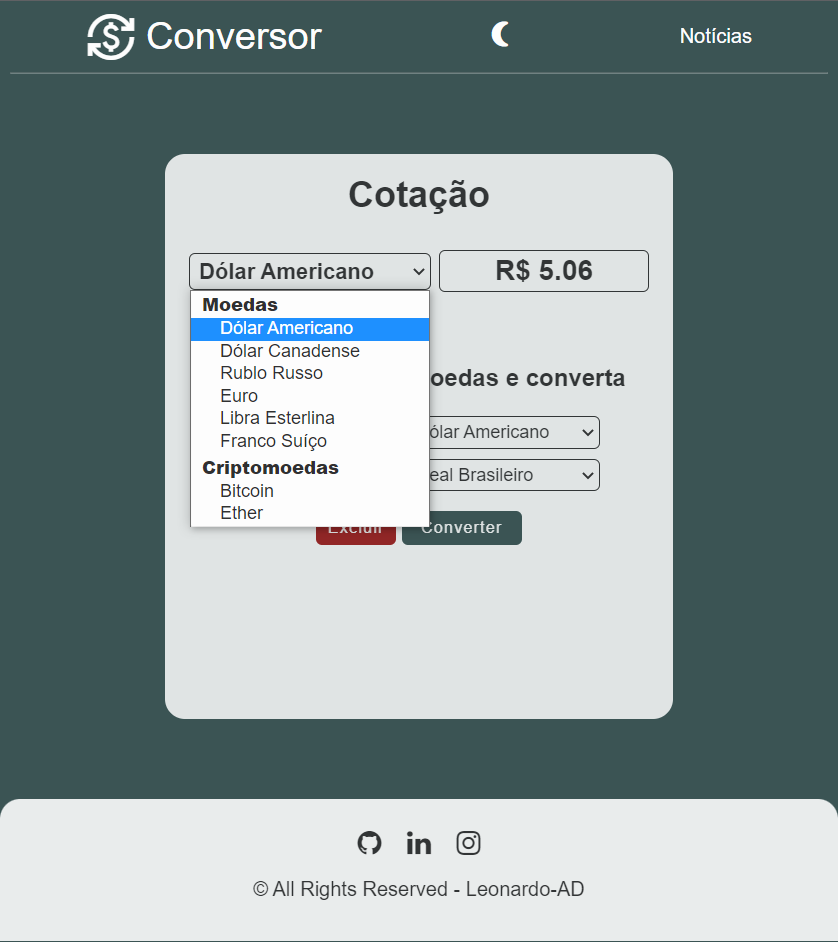 Conversor
Notícias
Cotação
Dólar Americano
R$ 5.06
Moedas
Dólar Americano
Dólar Canadense
Rublo Russo
Euro
Libra Esterlina
Franco Suíço
Criptomoedas
Bitcoin
Ether
oedas e converta
ólar Americano
eal Brasileiro
Excluir
Converter
© All Rights Reserved - Leonardo-AD